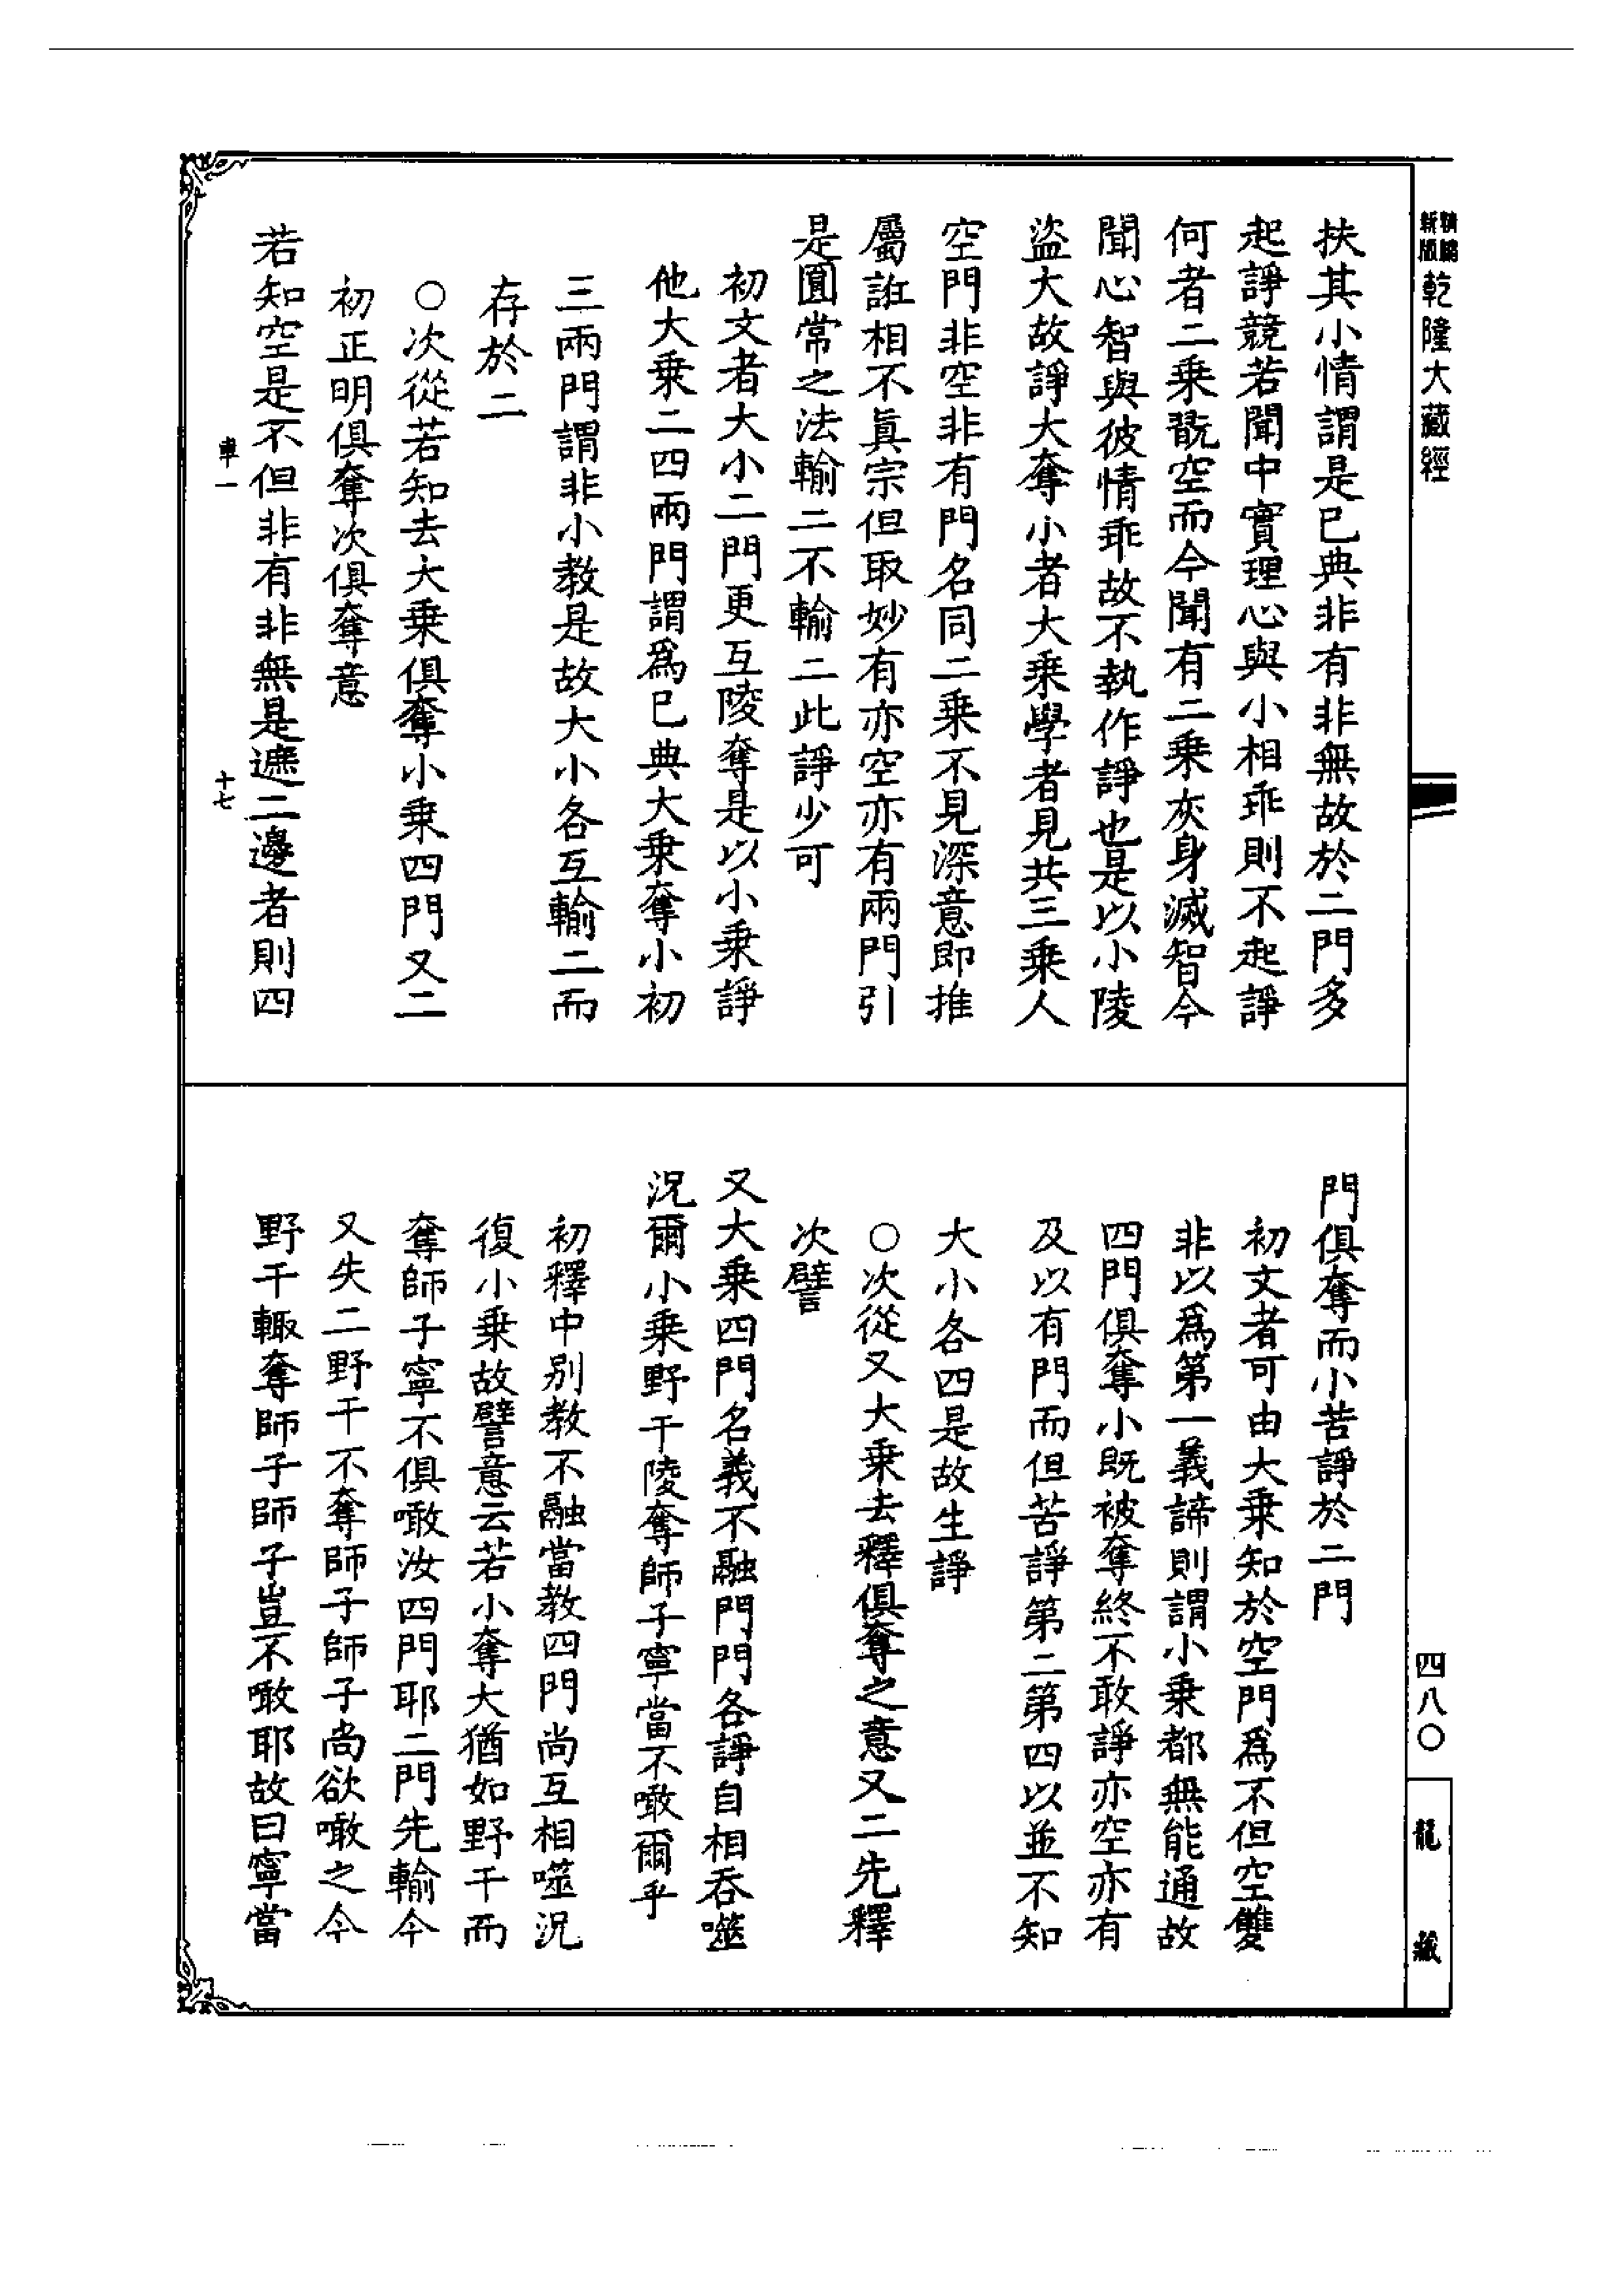 精編新版乾隆大藏經
扶其小情謂是已典非有非無故於二門多
起諍競若聞中實理心與小相乖則不起諍
何者二乘翫空而今聞有二乘灰身滅智今
聞心智與彼情乖故不執作諍也是以小陵
盜大故諍大奪小者大乘學者見共三乘人
空門非空非有門名同二乘不見深意即推
屬誑相不真宗但取妙有亦空亦有兩門引
是圓常之法輸二不輸二此諍少可
初文者大小二門更互陵奪是以小乘諍
他大乘二四兩門謂為已典大乘奪小初
三兩門謂非小教是故大小各互輸二而
存於二
○次從若知去大乘俱奪小乘四門又二
初正明俱奪次俱奪意
若知空是不但非有非無是遮二邊者則四
車一
十七
門俱奪而小苦諍於二門
初文者可由大乘知於空門為不但空雙
非以為第一義諦則謂小乘都無能通故
四門俱奪小既被奪終不敢諍亦空亦有
及以有門而但苦諍第二第四以並不知
大小各四是故生諍
○次從又大乘去釋俱奪之意又二先釋
次譬
又大乘四門名義不融門門各諍自相吞噬
況爾小乘野干陵奪師子寧當不噉爾乎
初釋中別教不融當教四門尚互相噬況
復小乘故譬意云若小奪大猶如野干而
奪師子寧不俱噉汝四門耶二門先輸今
又失二野干不奪師子師子尚欲噉之今
野干輙奪師子師子豈不噉耶故曰寧當
四八○
龍藏